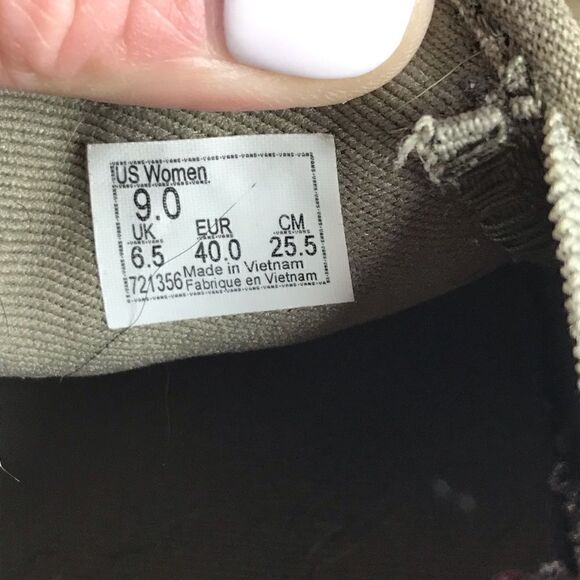 US Women
9.0
UK EUR CM
6.5 40.0 25.5
721356 Made in Vietnam
Fabrique en Vietnam